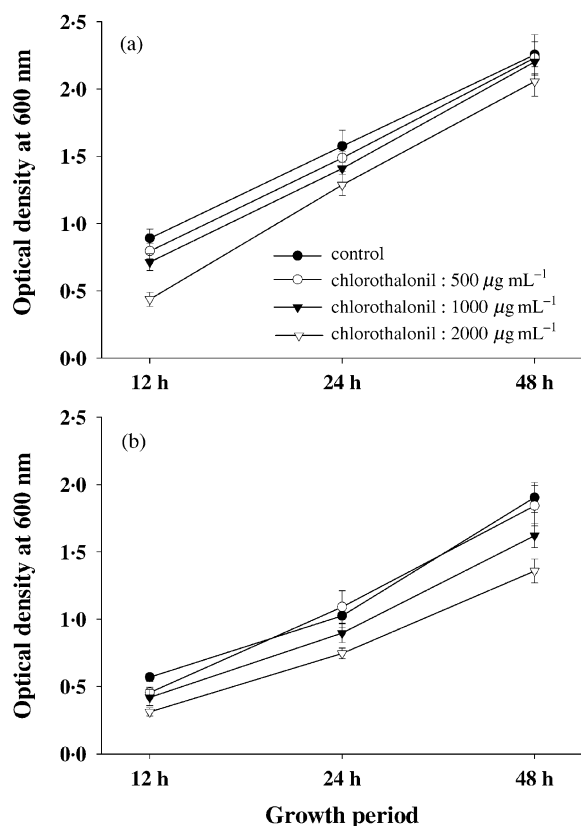 (a)
Optical density at 600 nm
2·5
2·0
1·5
1·0
0·5
0·0
control
chlorothalonil : 500 µg mL⁻¹
chlorothalonil : 1000 µg mL⁻¹
chlorothalonil : 2000 µg mL⁻¹
12 h 24 h 48 h
(b)
Optical density at 600 nm
2·5
2·0
1·5
1·0
0·5
0·0
12 h 24 h 48 h
Growth period